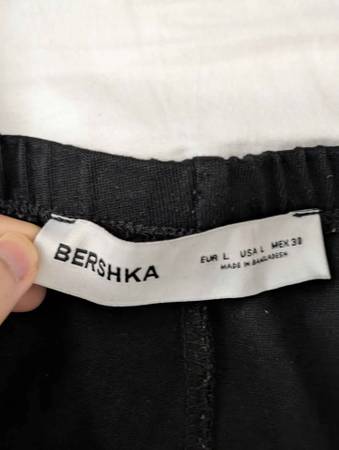 BERSHKA
EUR L USA L MEX 30
MADE IN BANGLADESH